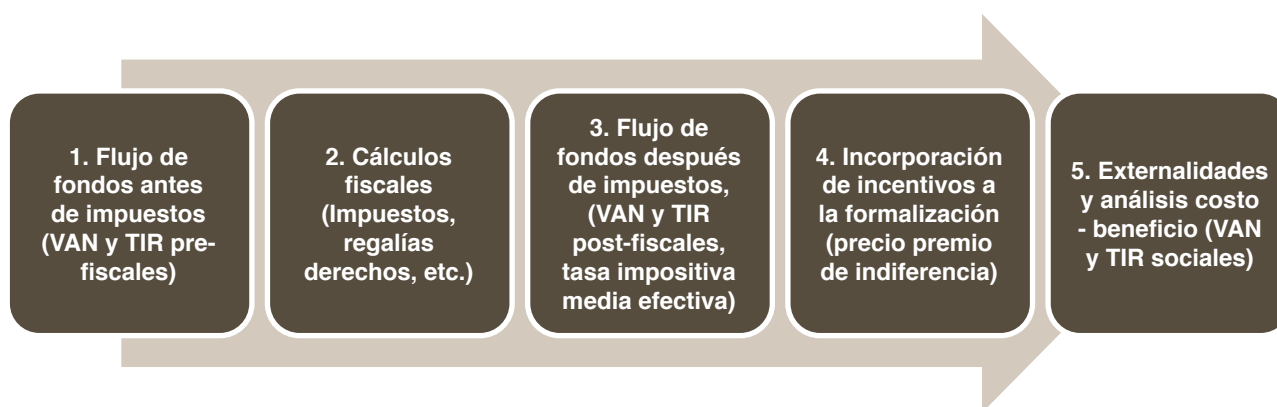 1. Flujo de
fondos antes
de impuestos
(VAN y TIR pre-
fiscales)
2. Cálculos
fiscales
(Impuestos,
regalías
derechos, etc.)
3. Flujo de
fondos después
de impuestos,
(VAN y TIR
post-fiscales,
tasa impositiva
media efectiva)
4. Incorporación
de incentivos a
la formalización
(precio premio
de indiferencia)
5. Externalidades
y análisis costo
- beneficio (VAN
y TIR sociales)